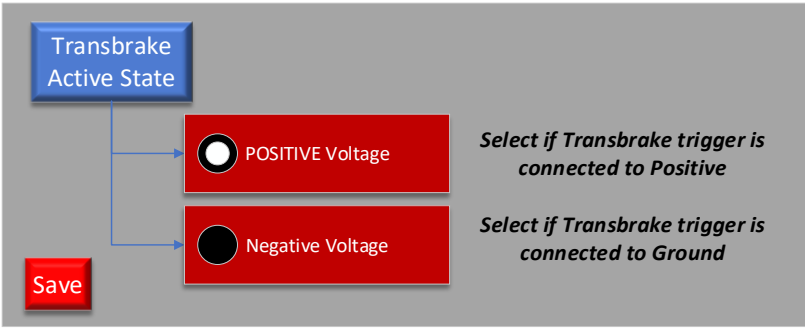 Transbrake
Active State
POSITIVE Voltage
Select if Transbrake trigger is
connected to Positive
Negative Voltage
Select if Transbrake trigger is
connected to Ground
Save